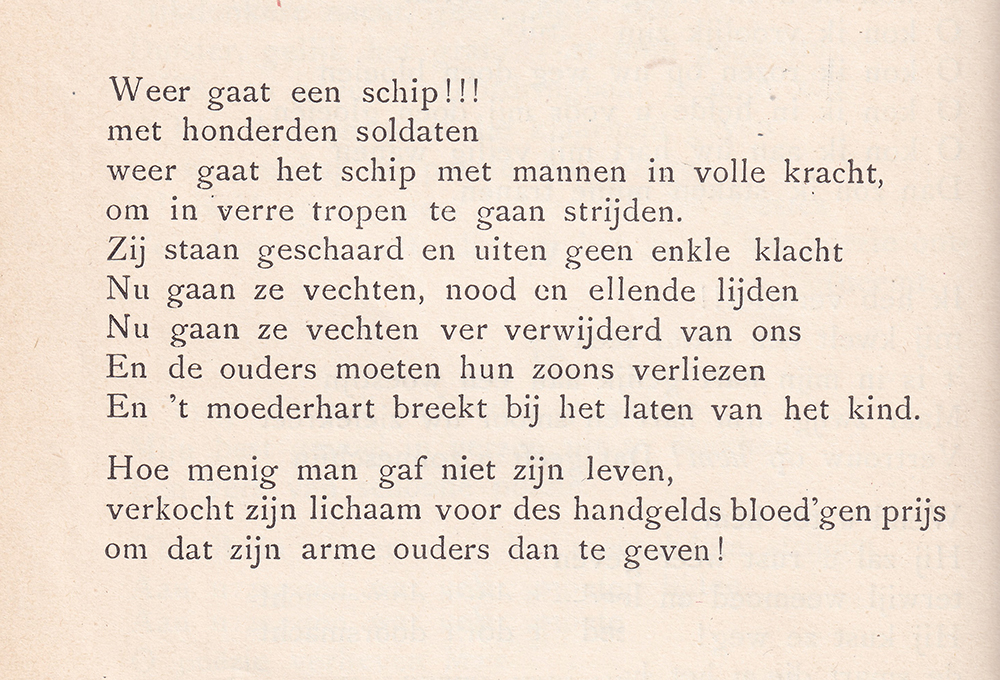 Weer gaat een schip!!!
met honderden soldaten
weer gaat het schip met mannen in volle kracht,
om in verre tropen te gaan strijden.
Zij staan geschaard en uiten geen enkle klacht
Nu gaan ze vechten, nood en ellende lijden
Nu gaan ze vechten ver verwijderd van ons
En de ouders moeten hun zoons verliezen
En 't moederhart breekt bij het laten van het kind.
Hoe menig man gaf niet zijn leven,
verkocht zijn lichaam voor des handgelds bloed'gen prijs
om dat zijn arme ouders dan te geven!